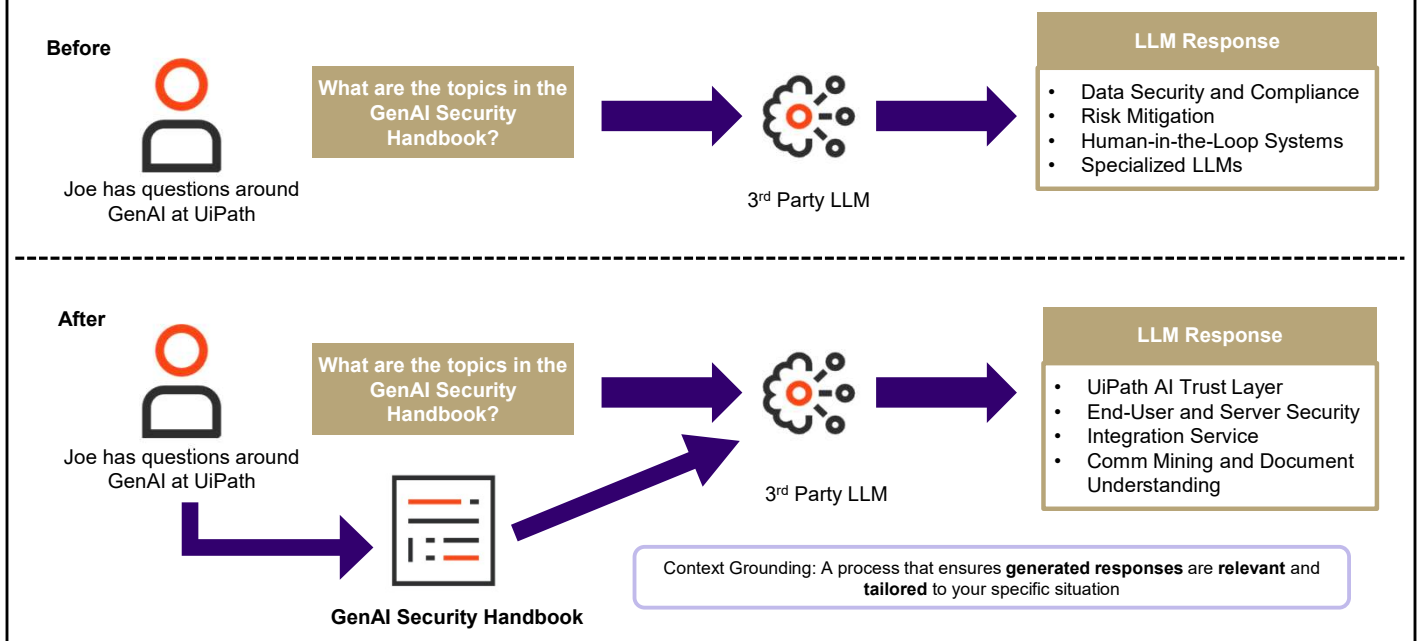 Before
What are the topics in the
GenAI Security
Handbook?
Joe has questions around
GenAI at UiPath
3rd Party LLM
LLM Response
• Data Security and Compliance
• Risk Mitigation
• Human-in-the-Loop Systems
• Specialized LLMs
After
What are the topics in the
GenAI Security
Handbook?
Joe has questions around
GenAI at UiPath
GenAI Security Handbook
3rd Party LLM
LLM Response
• UiPath AI Trust Layer
• End-User and Server Security
• Integration Service
• Comm Mining and Document
Understanding
Context Grounding: A process that ensures generated responses are relevant and
tailored to your specific situation